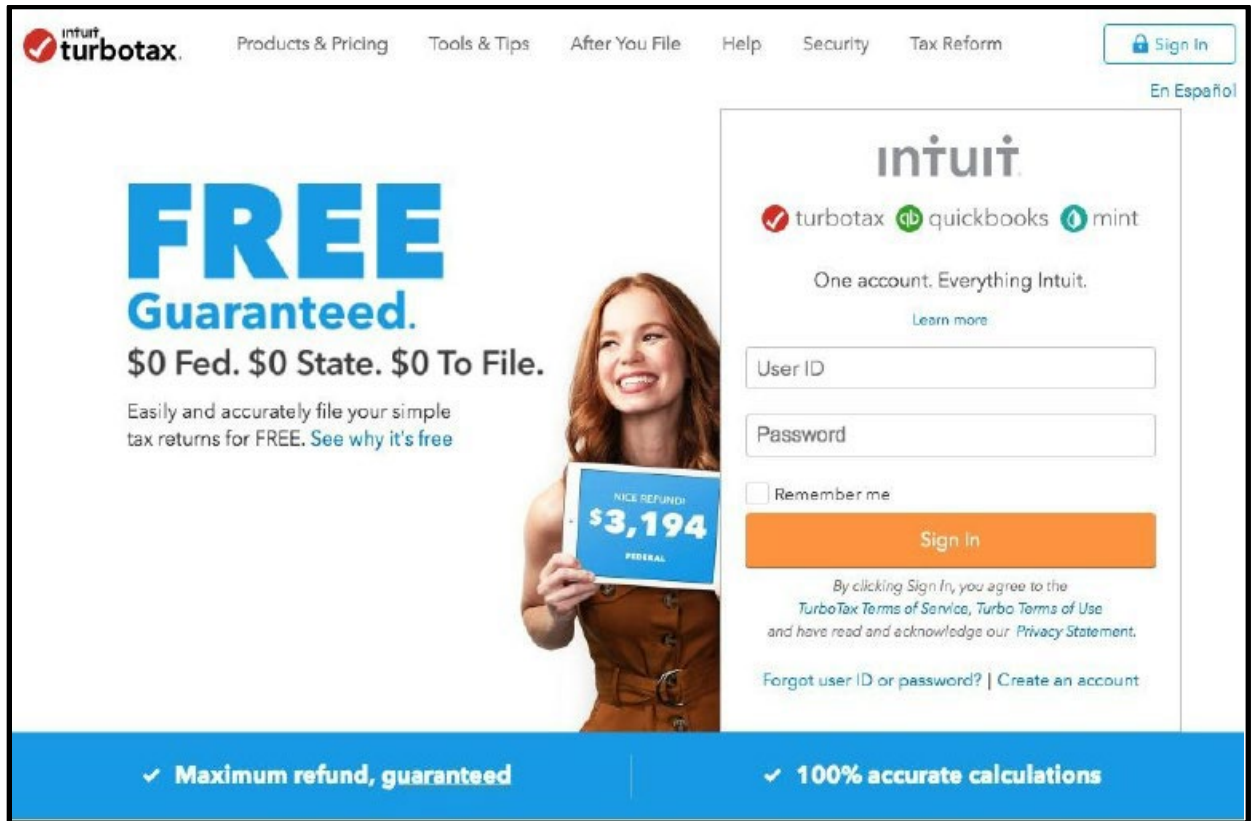 intuit
turbotax.
Products & Pricing Tools & Tips After You File Help Security Tax Reform
Sign In
En Español
FREE
Guaranteed.
$0 Fed. $0 State. $0 To File.
Easily and accurately file your simple
tax returns for FREE. See why it's free
NICE REFUND!
$3,194
FEDERAL
intuit
turbotax qb quickbooks mint
One account. Everything Intuit.
Learn more
User ID
Password
Remember me
Sign In
By clicking Sign In, you agree to the
TurboTax Terms of Service, Turbo Terms of Use
and have read and acknowledge our Privacy Statement.
Forgot user ID or password? | Create an account
✓ Maximum refund, guaranteed ✓ 100% accurate calculations